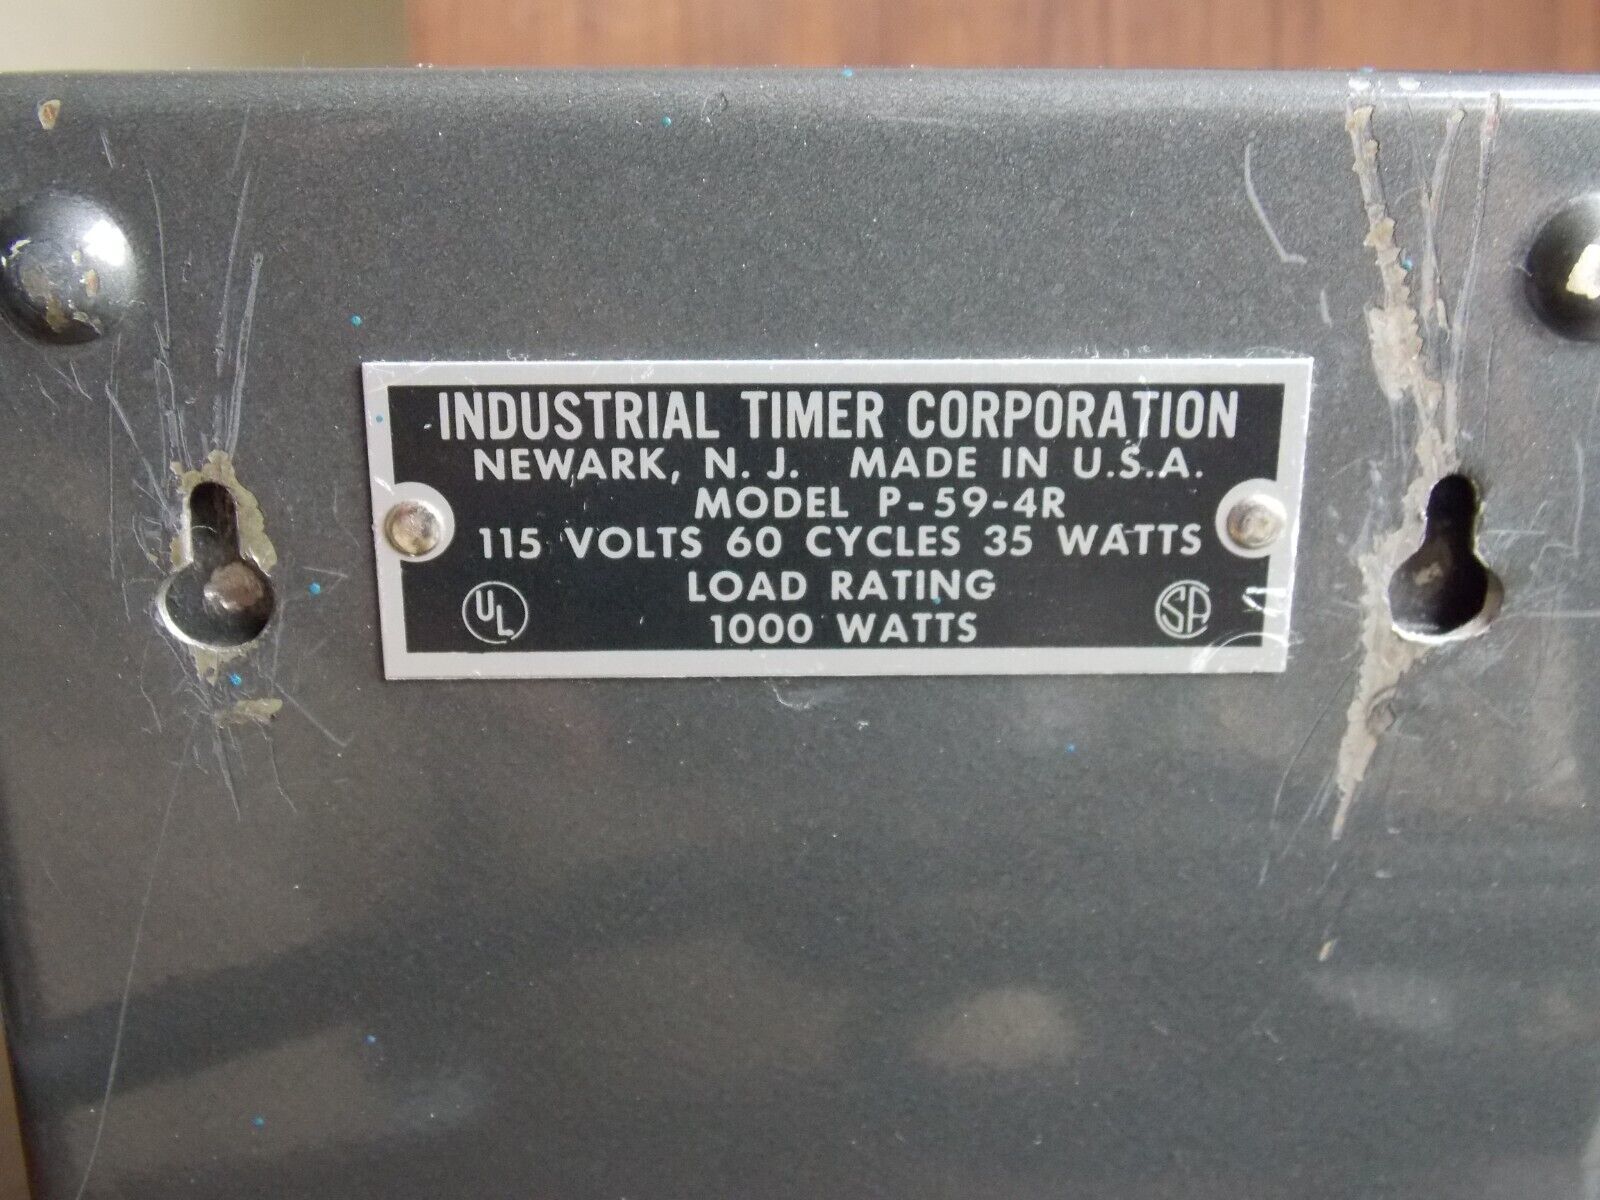 INDUSTRIAL TIMER CORPORATION
NEWARK, N. J. MADE IN U.S.A.
MODEL P-59-4R
115 VOLTS 60 CYCLES 35 WATTS
LOAD RATING
1000 WATTS
UL
SA